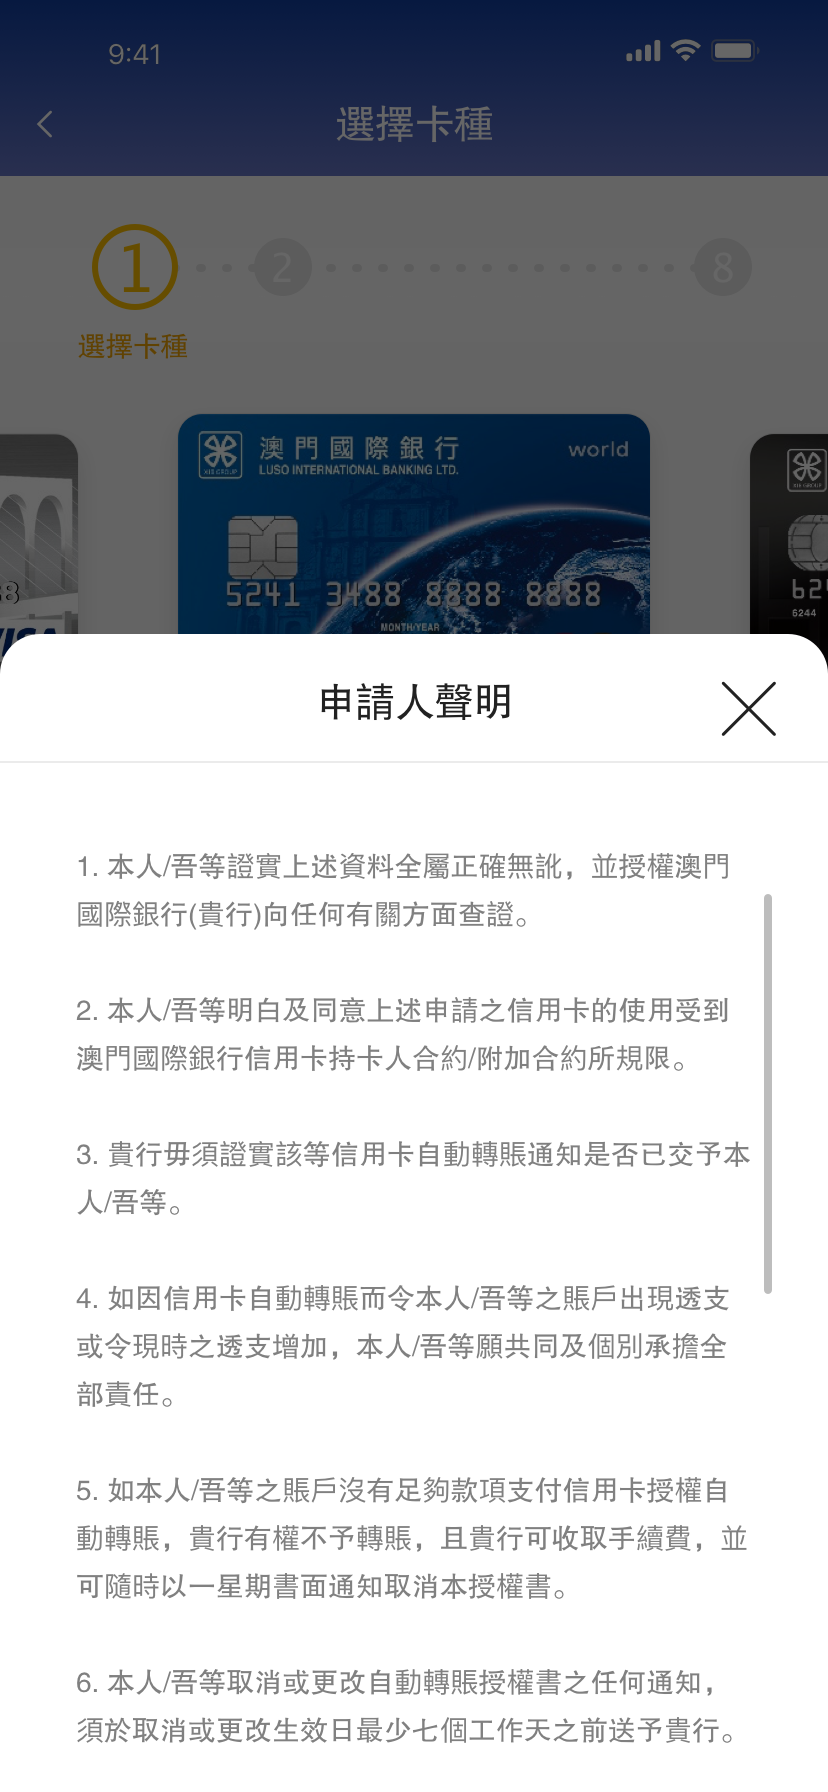 9:41
選擇卡種
1
2
8
選擇卡種
澳門國際銀行
LUSO INTERNATIONAL BANKING LTD.
world
XIB GROUP
5241 3488 8888 8888
MONTH/YEAR
XIB GROUP
6244
申請人聲明
1. 本人/吾等證實上述資料全屬正確無訛，並授權澳門
國際銀行(貴行)向任何有關方面查證。
2. 本人/吾等明白及同意上述申請之信用卡的使用受到
澳門國際銀行信用卡持卡人合約/附加合約所規限。
3. 貴行毋須證實該等信用卡自動轉賬通知是否已交予本
人/吾等。
4. 如因信用卡自動轉賬而令本人/吾等之賬戶出現透支
或令現時之透支增加，本人/吾等願共同及個別承擔全
部責任。
5. 如本人/吾等之賬戶沒有足夠款項支付信用卡授權自
動轉賬，貴行有權不予轉賬，且貴行可收取手續費，並
可隨時以一星期書面通知取消本授權書。
6. 本人/吾等取消或更改自動轉賬授權書之任何通知，
須於取消或更改生效日最少七個工作天之前送予貴行。